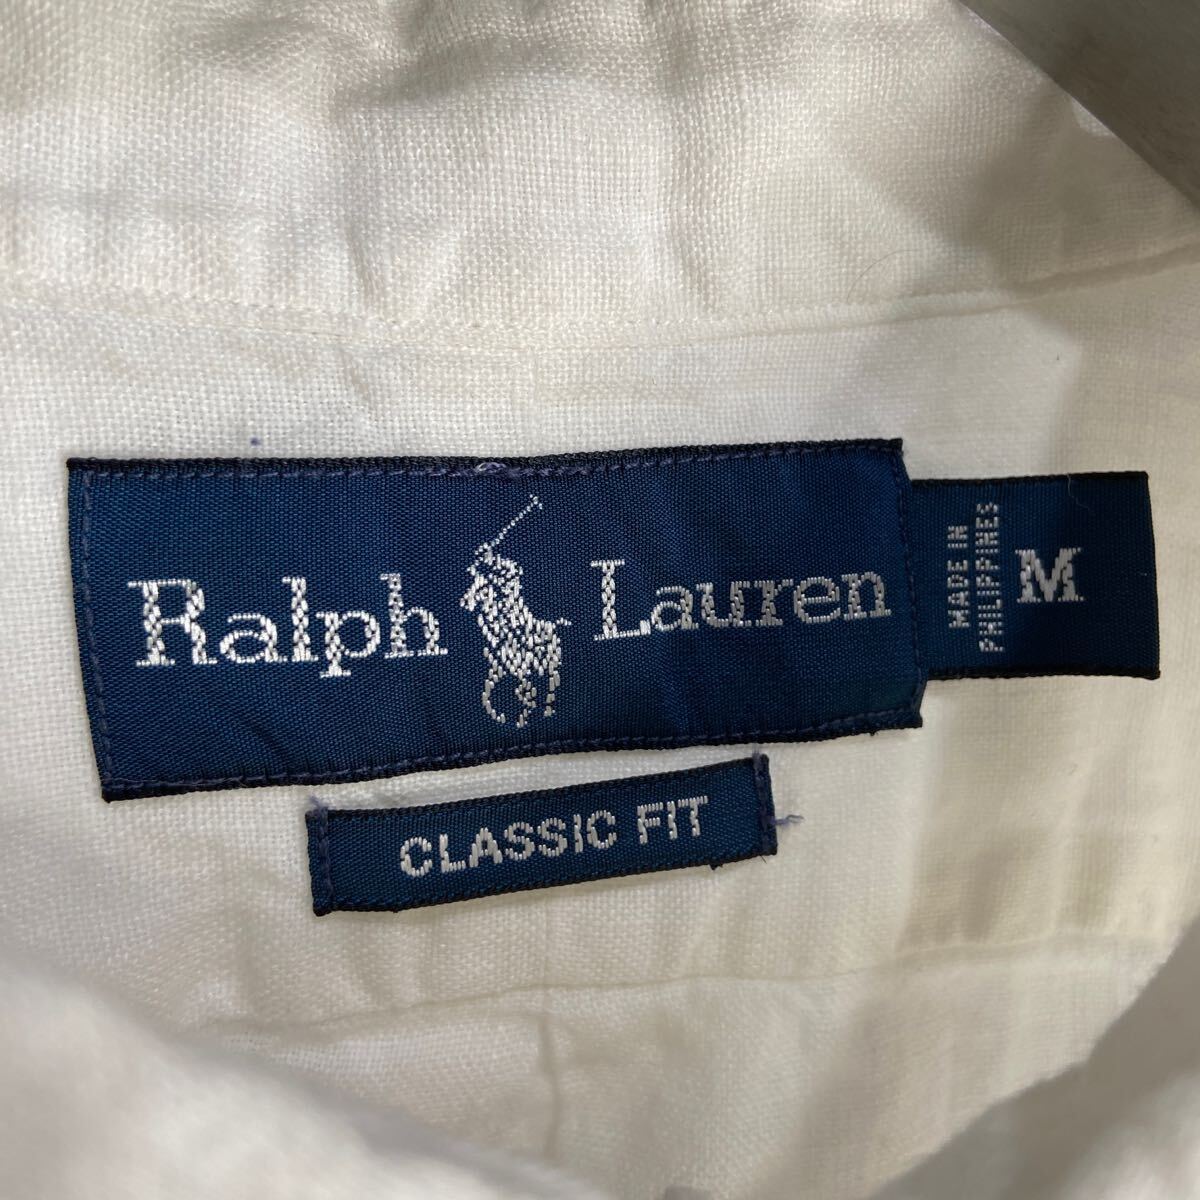 Ralph Lauren
MADE IN
PHILIPPINES
M
CLASSIC FIT